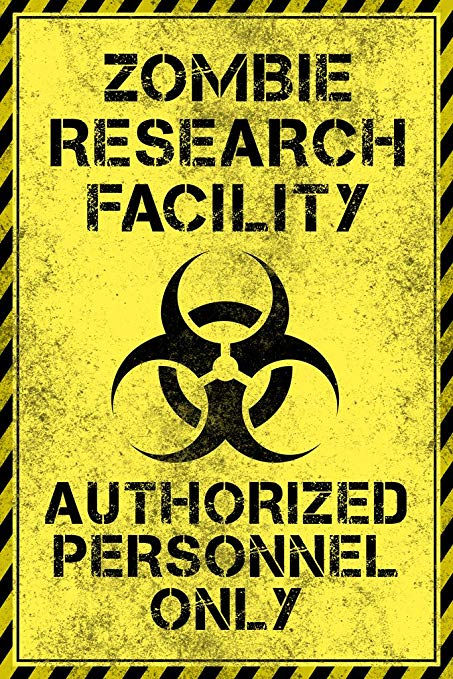 ZOMBIE
RESEARCH
FACILITY
AUTHORIZED
PERSONNEL
ONLY